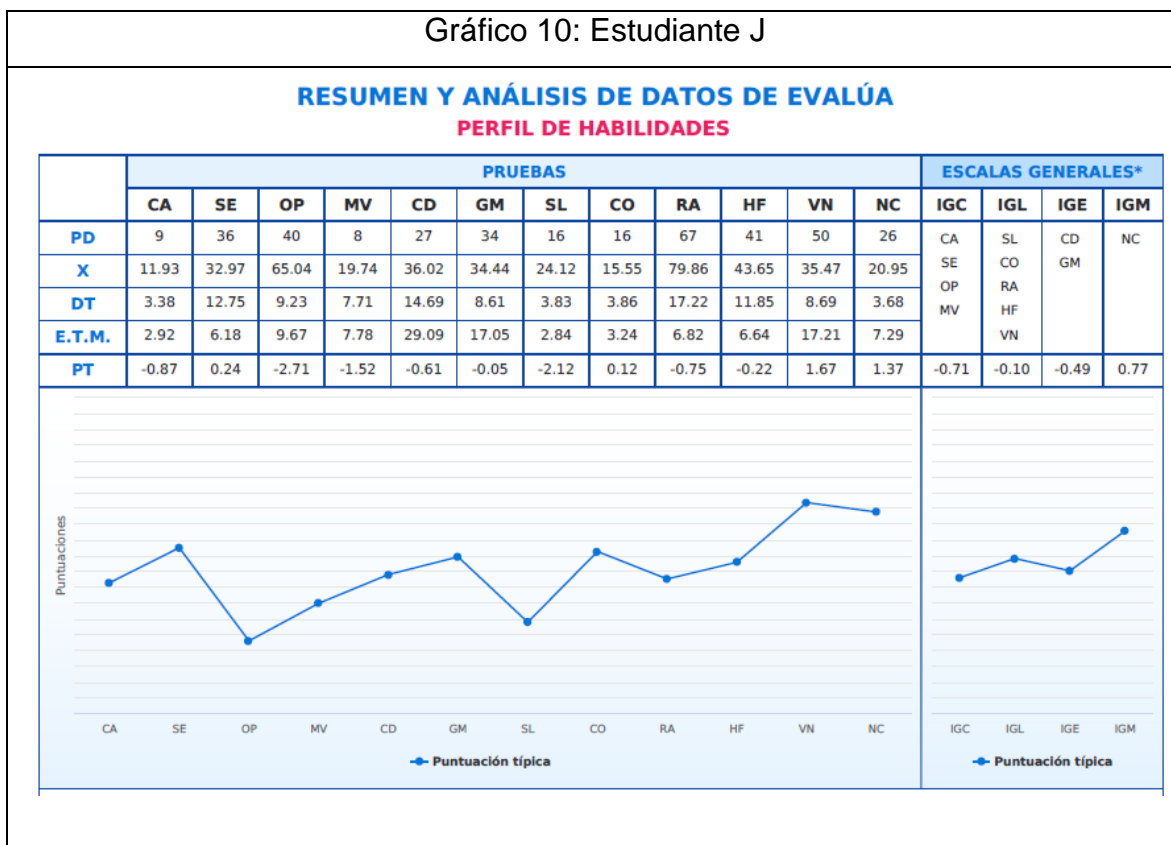 Gráfico 10: Estudiante J
RESUMEN Y ANÁLISIS DE DATOS DE EVALÚA
PERFIL DE HABILIDADES
PRUEBAS ESCALAS GENERALES*
CA SE OP MV CD GM SL CO RA HF VN NC IGC IGL IGE IGM
PD 9 36 40 8 27 34 16 16 67 41 50 26 CA SL CD NC
X 11.93 32.97 65.04 19.74 36.02 34.44 24.12 15.55 79.86 43.65 35.47 20.95 SE CO GM
OP RA
DT 3.38 12.75 9.23 7.71 14.69 8.61 3.83 3.86 17.22 11.85 8.69 3.68 MV HF
E.T.M. 2.92 6.18 9.67 7.78 29.09 17.05 2.84 3.24 6.82 6.64 17.21 7.29 VN
PT -0.87 0.24 -2.71 -1.52 -0.61 -0.05 -2.12 0.12 -0.75 -0.22 1.67 1.37 -0.71 -0.10 -0.49 0.77
Puntuaciones
CA SE OP MV CD GM SL CO RA HF VN NC IGC IGL IGE IGM
Puntuación típica Puntuación típica